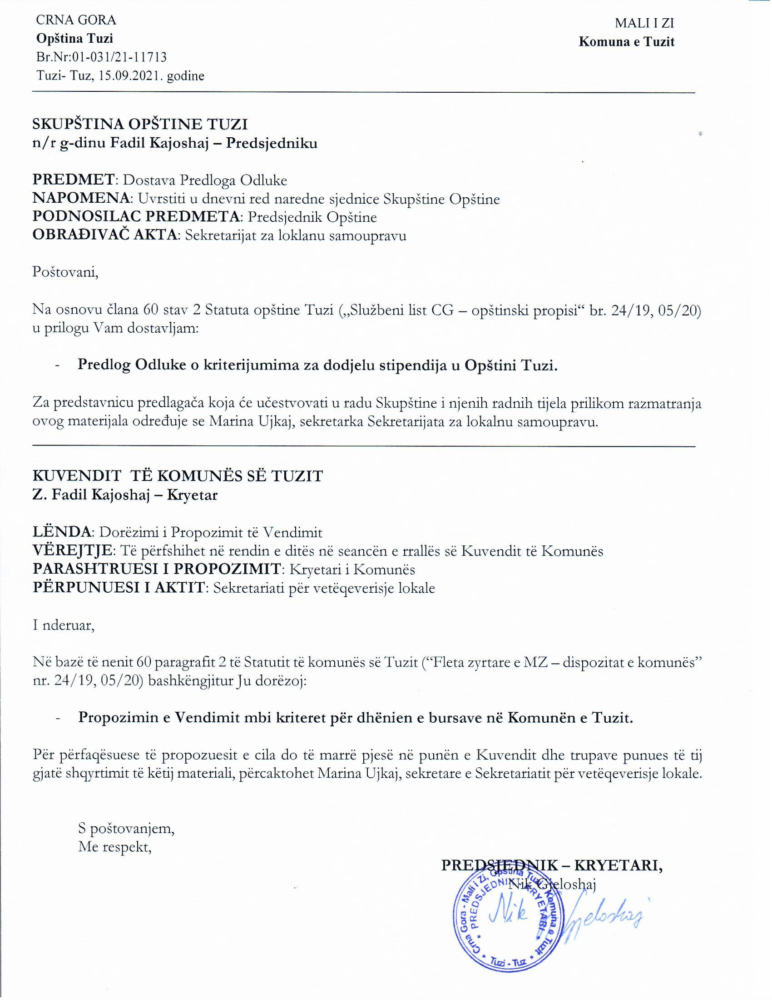 CRNA GORA
Opština Tuzi
Br.Nr:01-031/21-11713
Tuzi- Tuz, 15.09.2021. godine
MALI I ZI
Komuna e Tuzit
SKUPŠTINA OPŠTINE TUZI
n/r g-dinu Fadil Kajoshaj – Predsjedniku
PREDMET: Dostava Predloga Odluke
NAPOMENA: Uvrstiti u dnevni red naredne sjednice Skupštine Opštine
PODNOSILAC PREDMETA: Predsjednik Opštine
OBRAĐIVAČ AKTA: Sekretarijat za loklanu samoupravu
Poštovani,
Na osnovu člana 60 stav 2 Statuta opštine Tuzi („Službeni list CG – opštinski propisi“ br. 24/19, 05/20)
u prilogu Vam dostavljam:
- Predlog Odluke o kriterijumima za dodjelu stipendija u Opštini Tuzi.
Za predstavnicu predlagača koja će učestvovati u radu Skupštine i njenih radnih tijela prilikom razmatranja
ovog materijala određuje se Marina Ujkaj, sekretarka Sekretarijata za lokalnu samoupravu.
KUVENDIT TË KOMUNËS SË TUZIT
Z. Fadil Kajoshaj – Kryetar
LËNDA: Dorëzimi i Propozimit të Vendimit
VËREJTJE: Të përfshihet në rendin e ditës në seancën e rrallës së Kuvendit të Komunës
PARASHTRUESI I PROPOZIMIT: Kryetari i Komunës
PËRPUNUESI I AKTIT: Sekretariati për vetëqeverisje lokale
I nderuar,
Në bazë të nenit 60 paragrafit 2 të Statutit të komunës së Tuzit (“Fleta zyrtare e MZ – dispozitat e komunës”
nr. 24/19, 05/20) bashkëngjitur Ju dorëzoj:
- Propozimin e Vendimit mbi kriteret për dhënien e bursave në Komunën e Tuzit.
Për përfaqësuese të propozuesit e cila do të marrë pjesë në punën e Kuvendit dhe trupave punues të tij
gjatë shqyrtimit të këtij materiali, përcaktohet Marina Ujkaj, sekretare e Sekretariatit për vetëqeverisje lokale.
S poštovanjem,
Me respekt,
PREDSJEDNIK – KRYETARI,
Nik Gjeloshaj
Crna Gora - Mali i Zi, Opština Tuzi - Komuna e Tuzit
* PREDSJEDNIK - KRYETARI *
* Tuzi - Tuz *
Nik Gjeloshaj